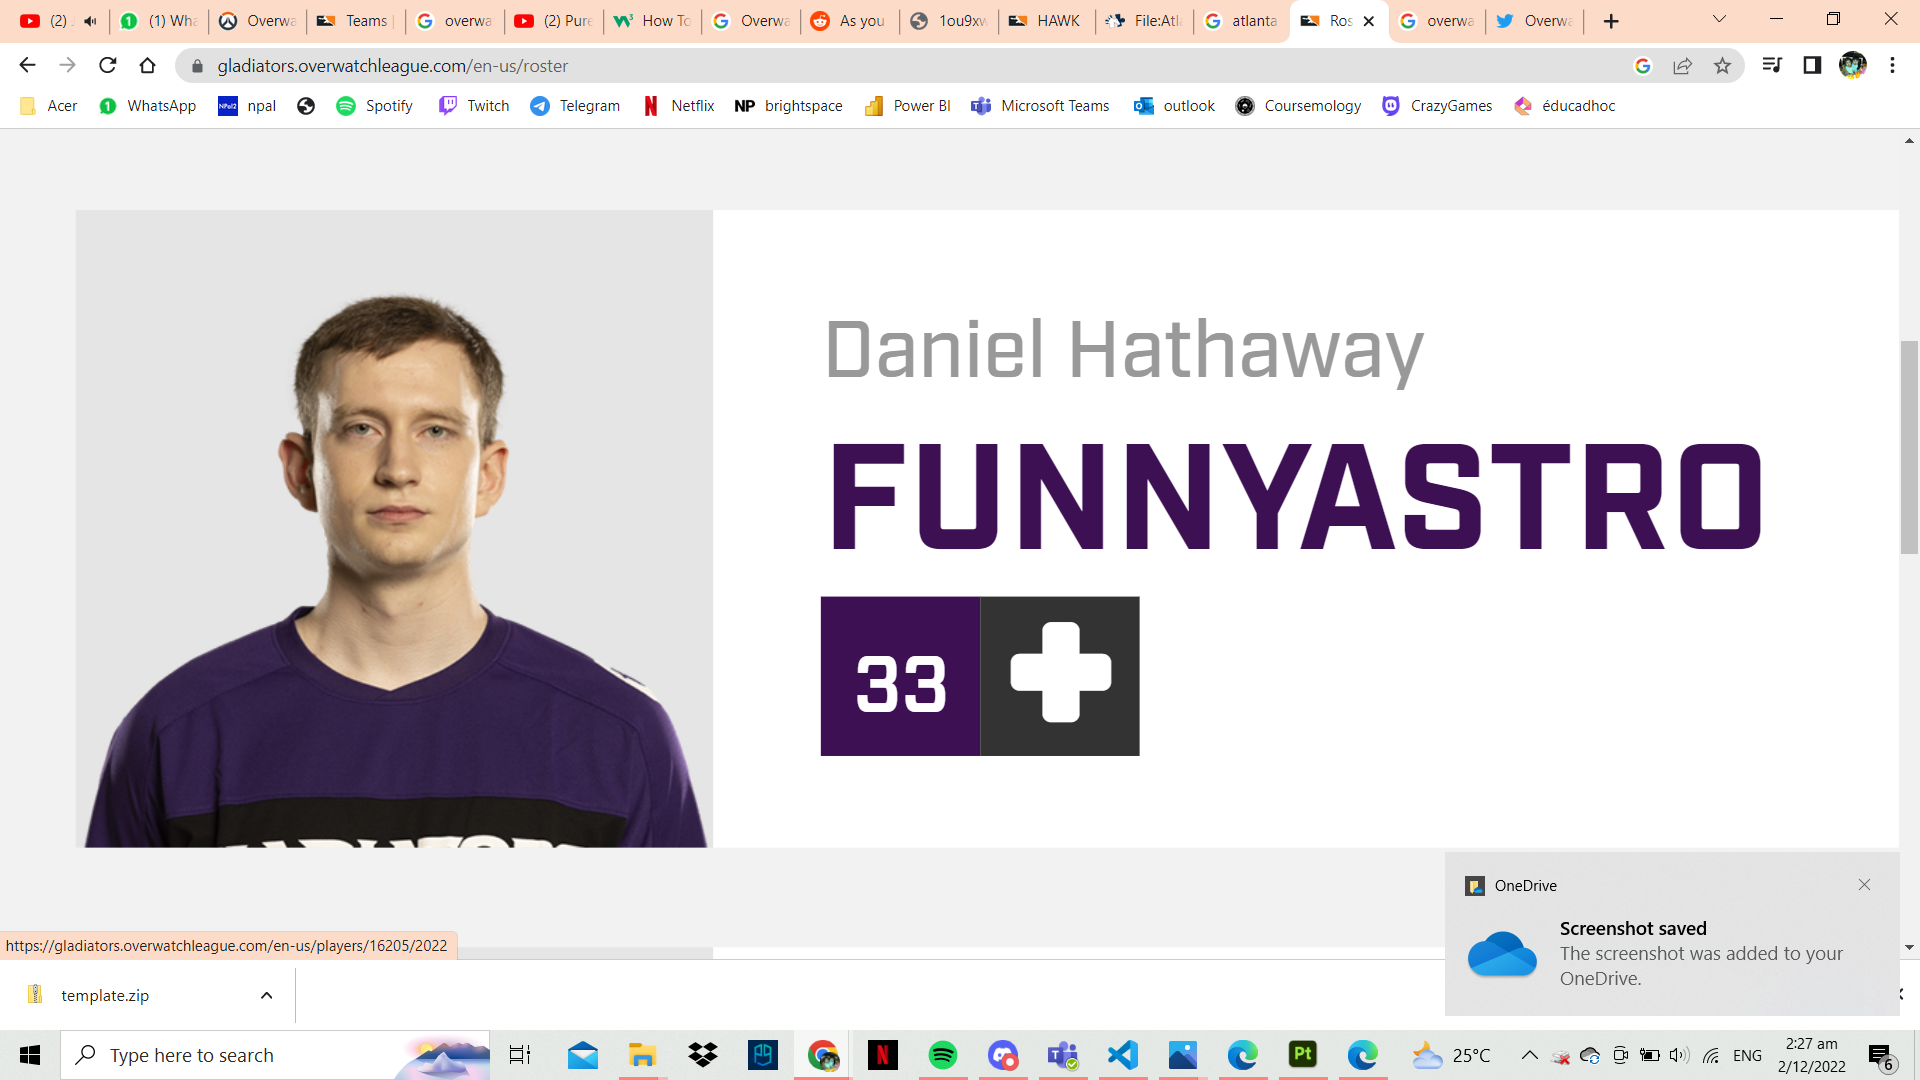 (2)
(1) Wha
Overwa
Teams
overwa
(2) Pure
How To
Overwa
As you
1ou9xw
HAWK
File:Atl
atlanta
Ros
overwa
Overwa
gladiators.overwatchleague.com/en-us/roster
Acer
WhatsApp
NPal2
npal
Spotify
Twitch
Telegram
Netflix
NP
brightspace
Power BI
Microsoft Teams
outlook
Coursemology
CrazyGames
éducadhoc
Daniel Hathaway
FUNNYASTRO
33
OneDrive
Screenshot saved
The screenshot was added to your
OneDrive.
https://gladiators.overwatchleague.com/en-us/players/16205/2022
template.zip
Type here to search
Pt
25°C
ENG
2:27 am
2/12/2022
6